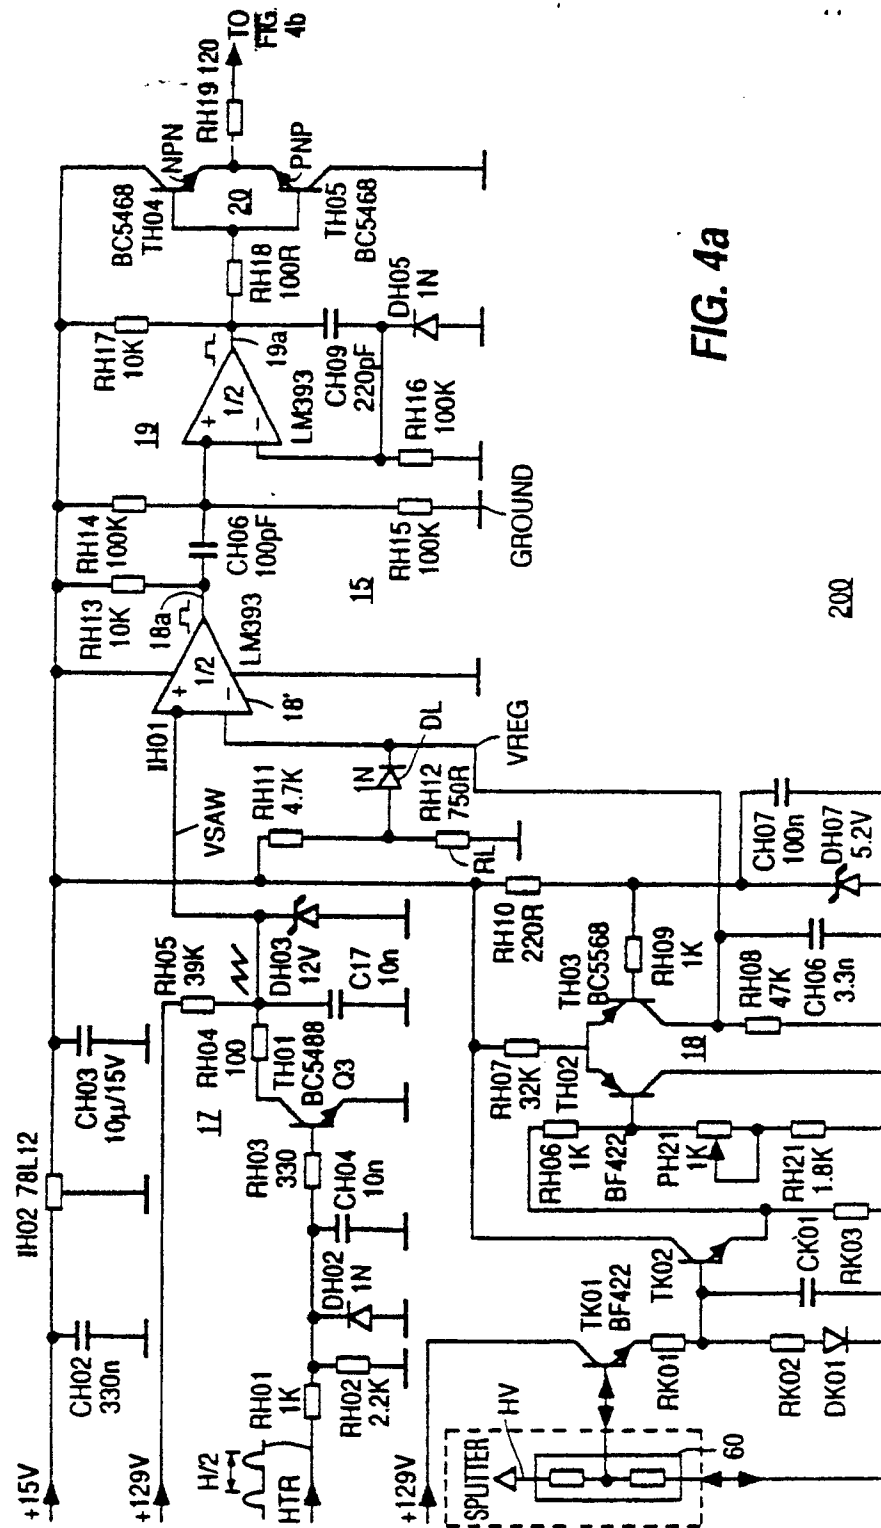 +15V
IH02 78L12
CH02
330n
CH03
10µ/15V
+129V
RH05
39K
VSAW
IH01
+
-
1/2
LM393
18'
18a
RH13
10K
RH14
100K
CH06
100pF
15
RH15
100K
GROUND
19
+
-
1/2
LM393
19a
RH17
10K
CH09
220pF
RH16
100K
DH05
1N
RH18
100R
20
BC5468
TH04
NPN
PNP
TH05
BC5468
RH19 120
TO
FIG.
4b
H/2
HTR
RH01
1K
RH02
2.2K
DH02
1N
CH04
10n
RH03
330
17
RH04
100
TH01
BC5488
Q3
DH03
12V
C17
10n
RH11
4.7K
1N
DL
RH12
750R
RL
VREG
+129V
SPLITTER
HV
60
TK01
BF422
RK01
RK02
DK01
TK02
CK01
RK03
RH06
1K
BF422
PH21
1K
RH21
1.8K
RH07
32K
TH02
18
TH03
BC5568
RH10
220R
RH09
1K
RH08
47K
CH06
3.3n
CH07
100n
DH07
5.2V
200
FIG. 4a